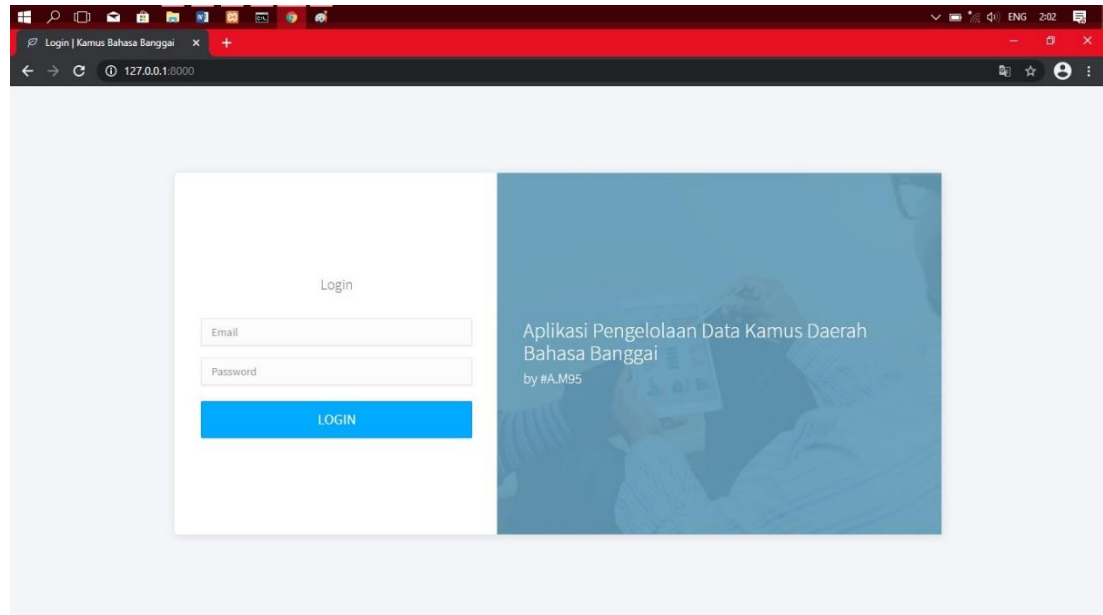 ENG 2:02
Login | Kamus Bahasa Banggai
127.0.0.1:8000
Login
Email
Password
LOGIN
Aplikasi Pengelolaan Data Kamus Daerah
Bahasa Banggai
by #A.M95